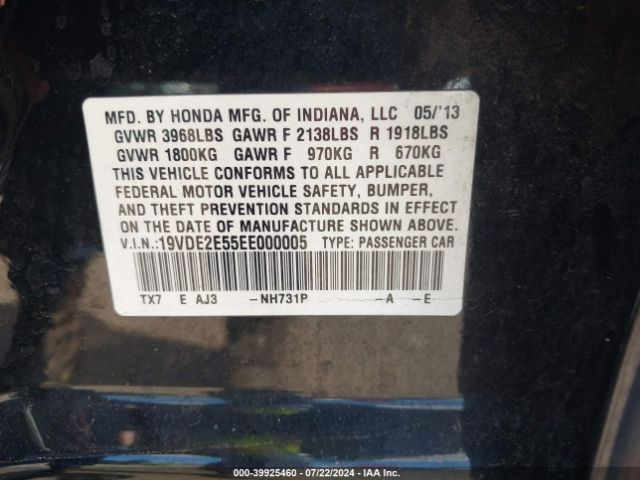 MFD. BY HONDA MFG. OF INDIANA, LLC 05/'13
GVWR 3968LBS GAWR F 2138LBS R 1918LBS
GVWR 1800KG GAWR F 970KG R 670KG
THIS VEHICLE CONFORMS TO ALL APPLICABLE
FEDERAL MOTOR VEHICLE SAFETY, BUMPER,
AND THEFT PREVENTION STANDARDS IN EFFECT
ON THE DATE OF MANUFACTURE SHOWN ABOVE.
V.I.N.:19VDE2E55EE000005 TYPE: PASSENGER CAR
TX7 E AJ3 -NH731P -A -E
000-39925460 - 07/22/2024 - IAA Inc.